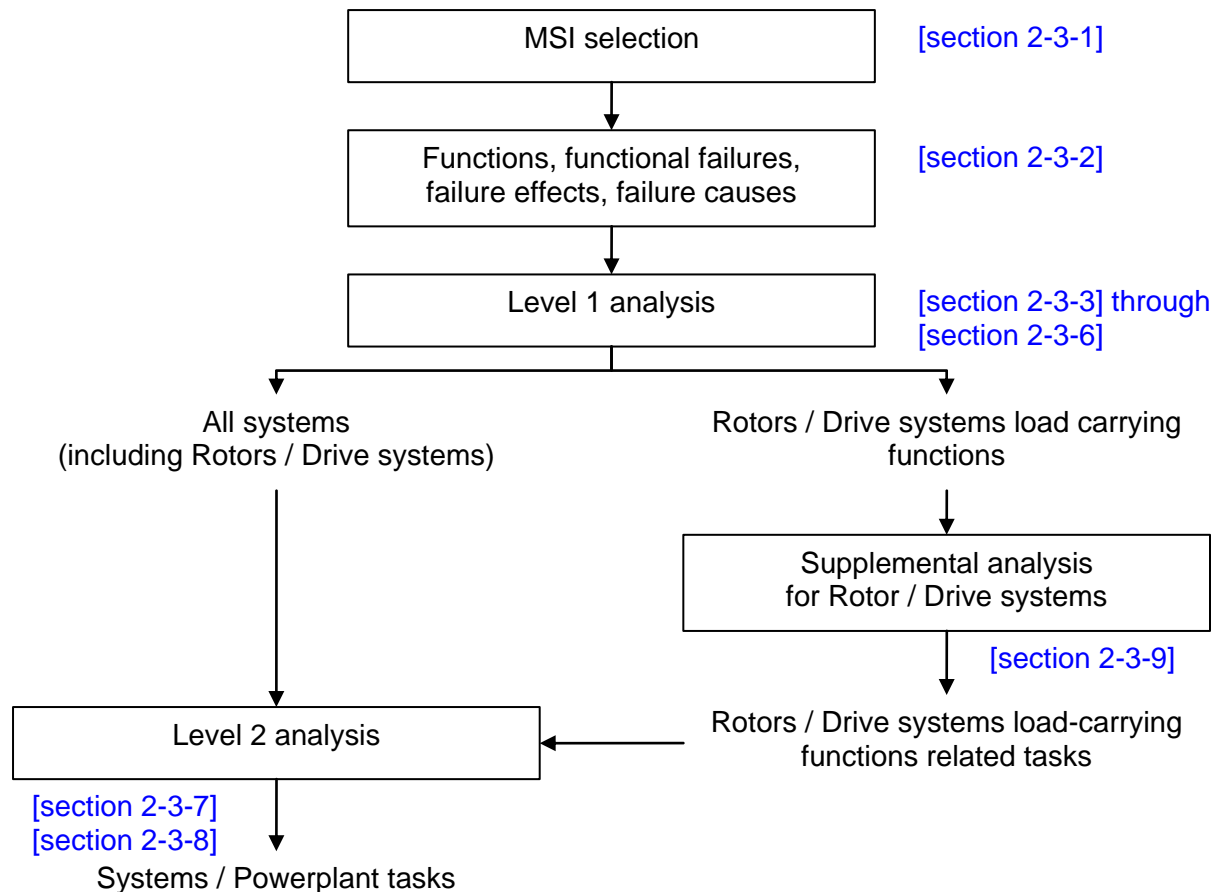 MSI selection
[section 2-3-1]
Functions, functional failures,
failure effects, failure causes
[section 2-3-2]
Level 1 analysis
[section 2-3-3] through
[section 2-3-6]
All systems
(including Rotors / Drive systems)
Rotors / Drive systems load carrying
functions
Supplemental analysis
for Rotor / Drive systems
[section 2-3-9]
Rotors / Drive systems load-carrying
functions related tasks
Level 2 analysis
[section 2-3-7]
[section 2-3-8]
Systems / Powerplant tasks